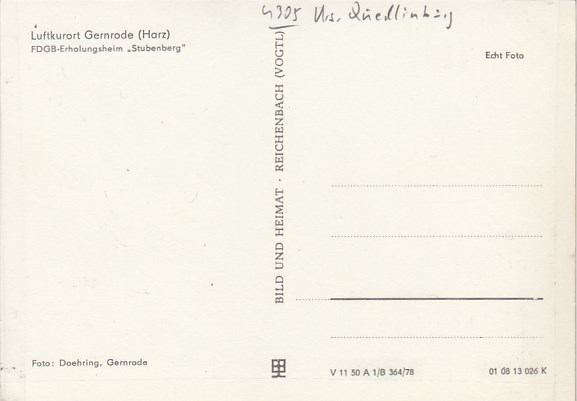 4305 Krs. Quedlinburg
Luftkurort Gernrode (Harz)
FDGB-Erholungsheim „Stubenberg"
Echt Foto
BILD UND HEIMAT · REICHENBACH (VOGTL)
Foto: Doehring, Gernrode
V 11 50 A 1/B 364/78
01 08 13 026 K